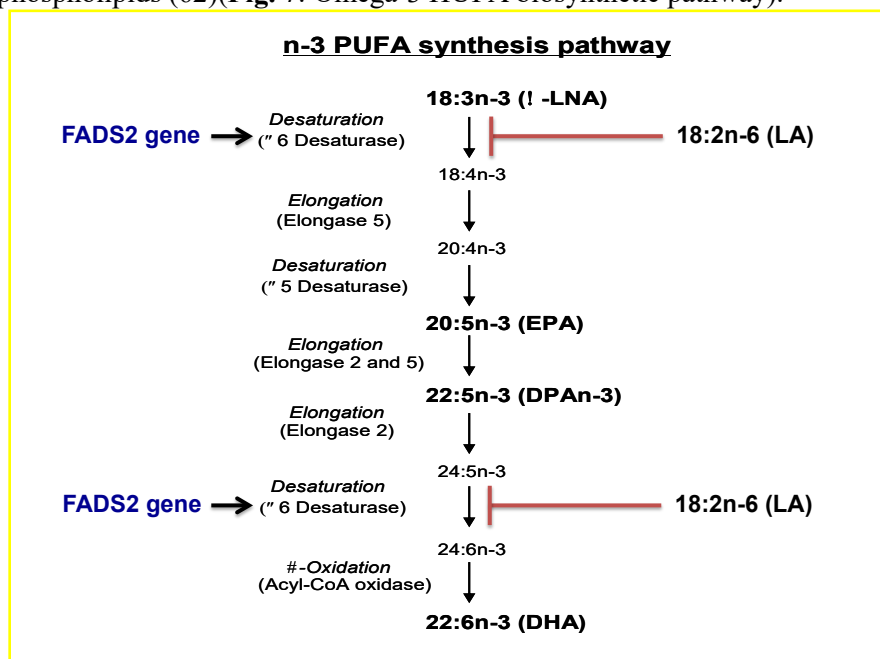 phospholipids (62)(Fig. 7. Omega-3 HUFA biosynthetic pathway).
n-3 PUFA synthesis pathway
18:3n-3 (! -LNA)
Desaturation
(" 6 Desaturase)
FADS2 gene
18:2n-6 (LA)
18:4n-3
Elongation
(Elongase 5)
20:4n-3
Desaturation
(" 5 Desaturase)
20:5n-3 (EPA)
Elongation
(Elongase 2 and 5)
22:5n-3 (DPAn-3)
Elongation
(Elongase 2)
24:5n-3
Desaturation
(" 6 Desaturase)
FADS2 gene
18:2n-6 (LA)
24:6n-3
#-Oxidation
(Acyl-CoA oxidase)
22:6n-3 (DHA)